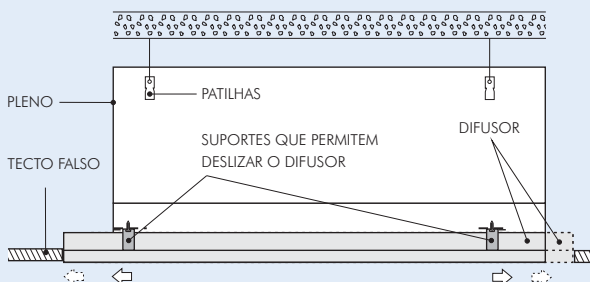 PLENO
PATILHAS
SUPORTES QUE PERMITEM
DESLIZAR O DIFUSOR
DIFUSOR
TECTO FALSO